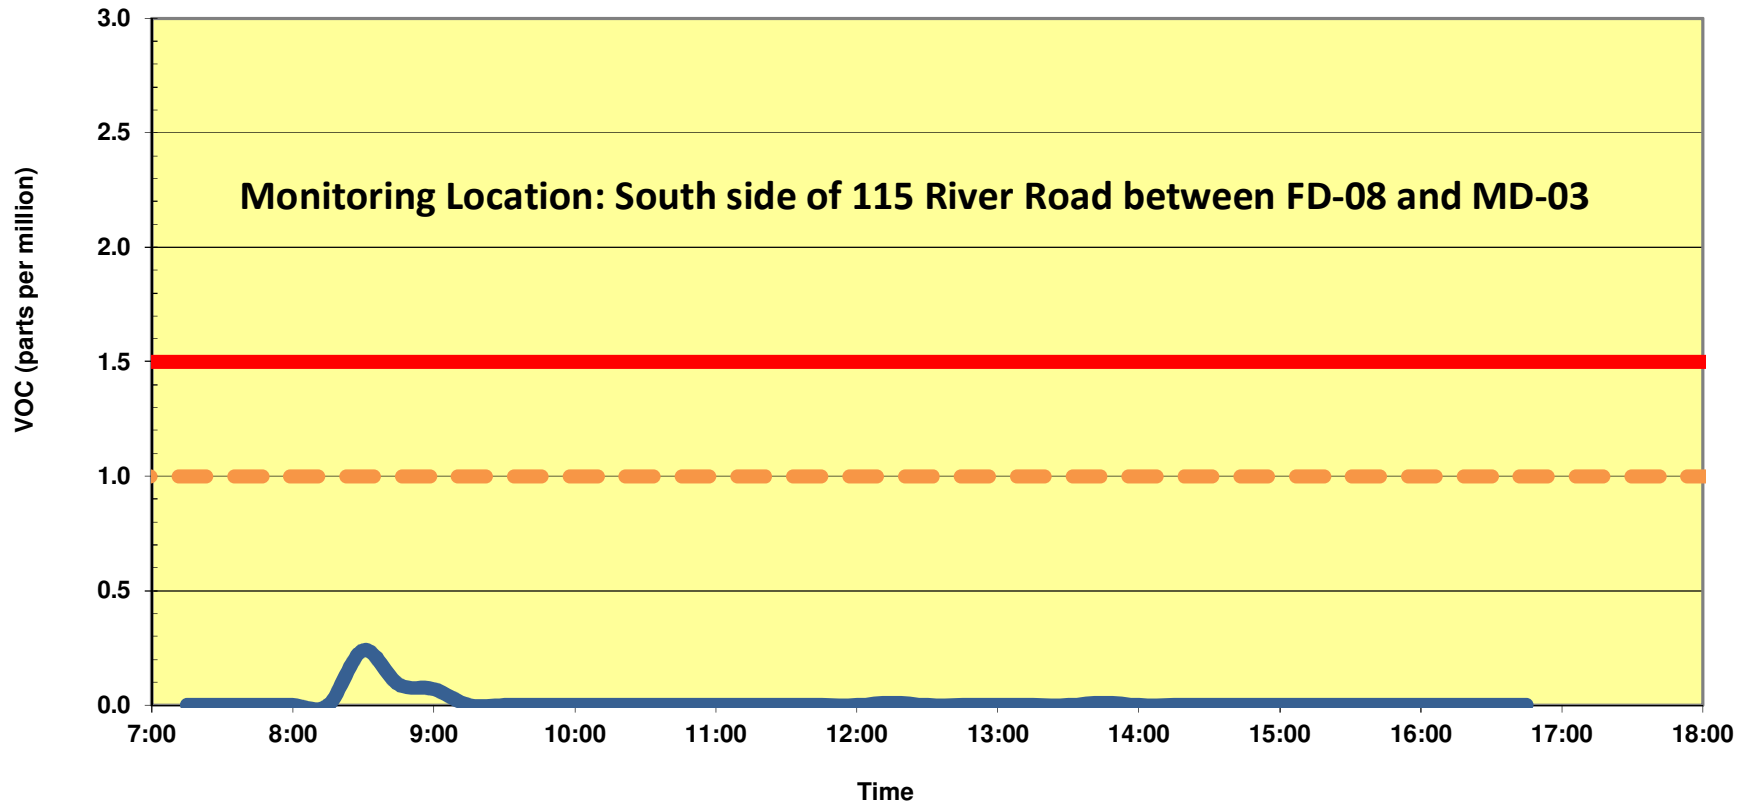 3.0
2.5
Monitoring Location: South side of 115 River Road between FD-08 and MD-03
2.0
1.5
1.0
0.5
0.0
VOC (parts per million)
7:00 8:00 9:00 10:00 11:00 12:00 13:00 14:00 15:00 16:00 17:00 18:00
Time